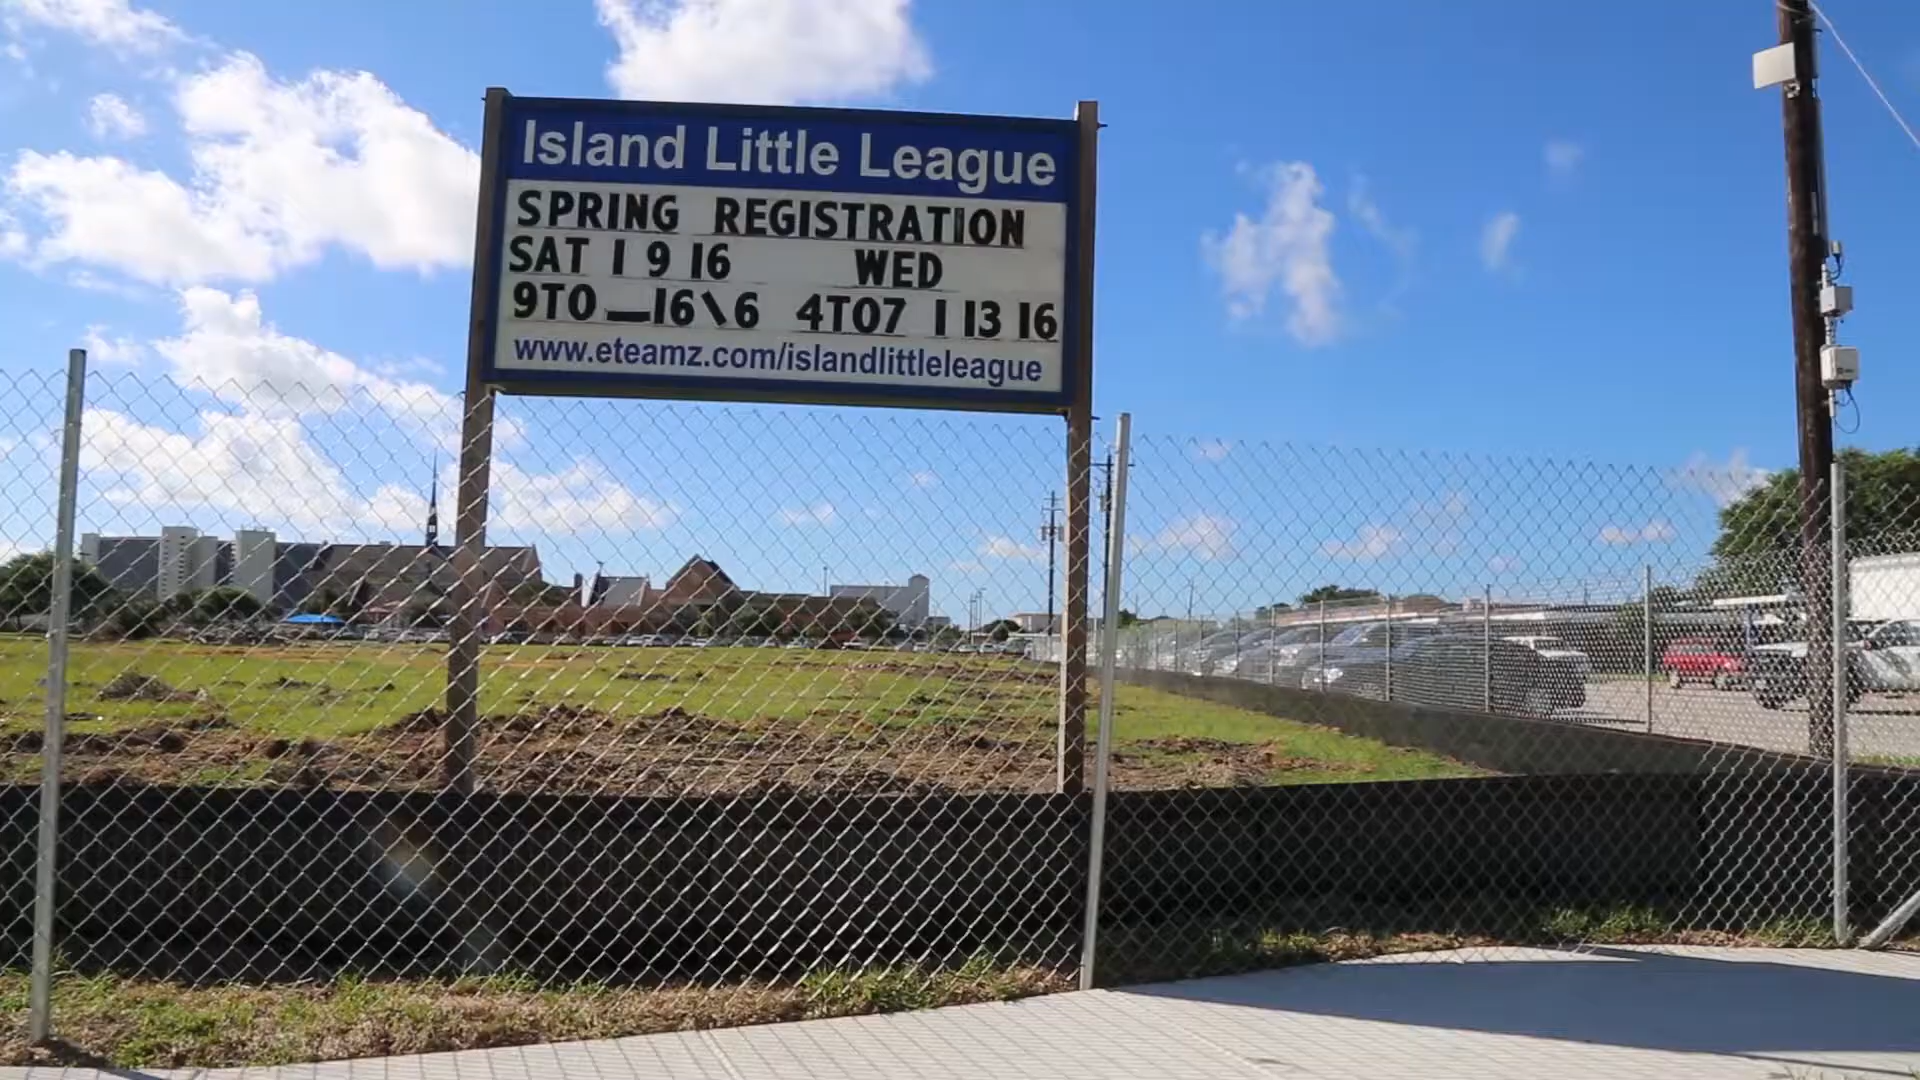 Island Little League
SPRING REGISTRATION
SAT 1 9 16 WED
9TO _16\6 4TO7 1 13 16
www.eteamz.com/islandlittleleague